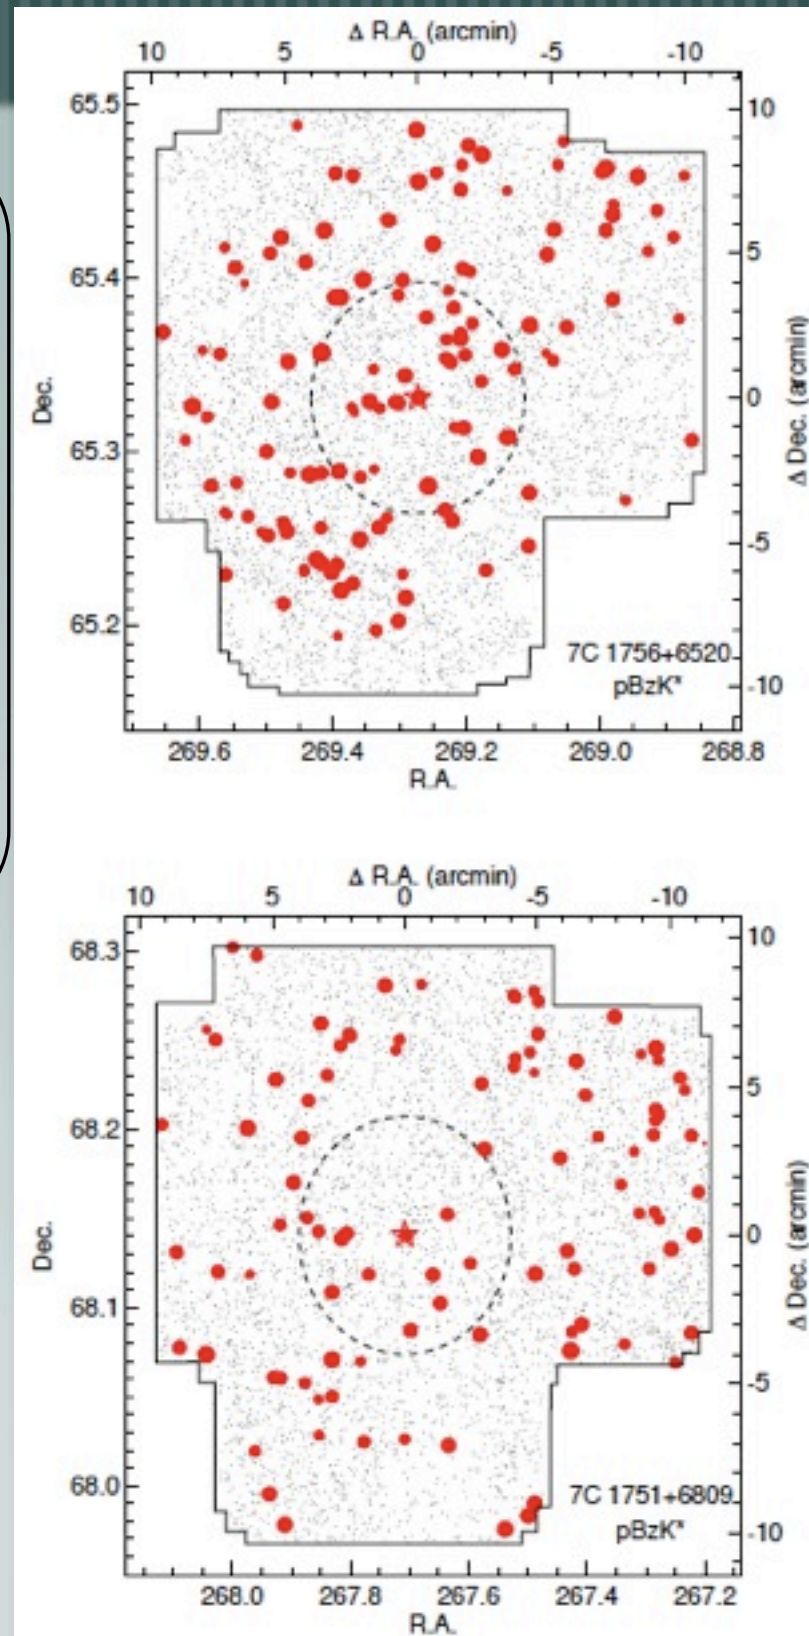 Δ R.A. (arcmin)
10 5 0 -5 -10
65.5
65.4
65.3
65.2
Dec.
10
5
0
-5
-10
Δ Dec. (arcmin)
7C 1756+6520
pBzK*
269.6 269.4 269.2 269.0 268.8
R.A.
Δ R.A. (arcmin)
10 5 0 -5 -10
68.3
68.2
68.1
68.0
Dec.
10
5
0
-5
-10
Δ Dec. (arcmin)
7C 1751+6809
pBzK*
268.0 267.8 267.6 267.4 267.2
R.A.